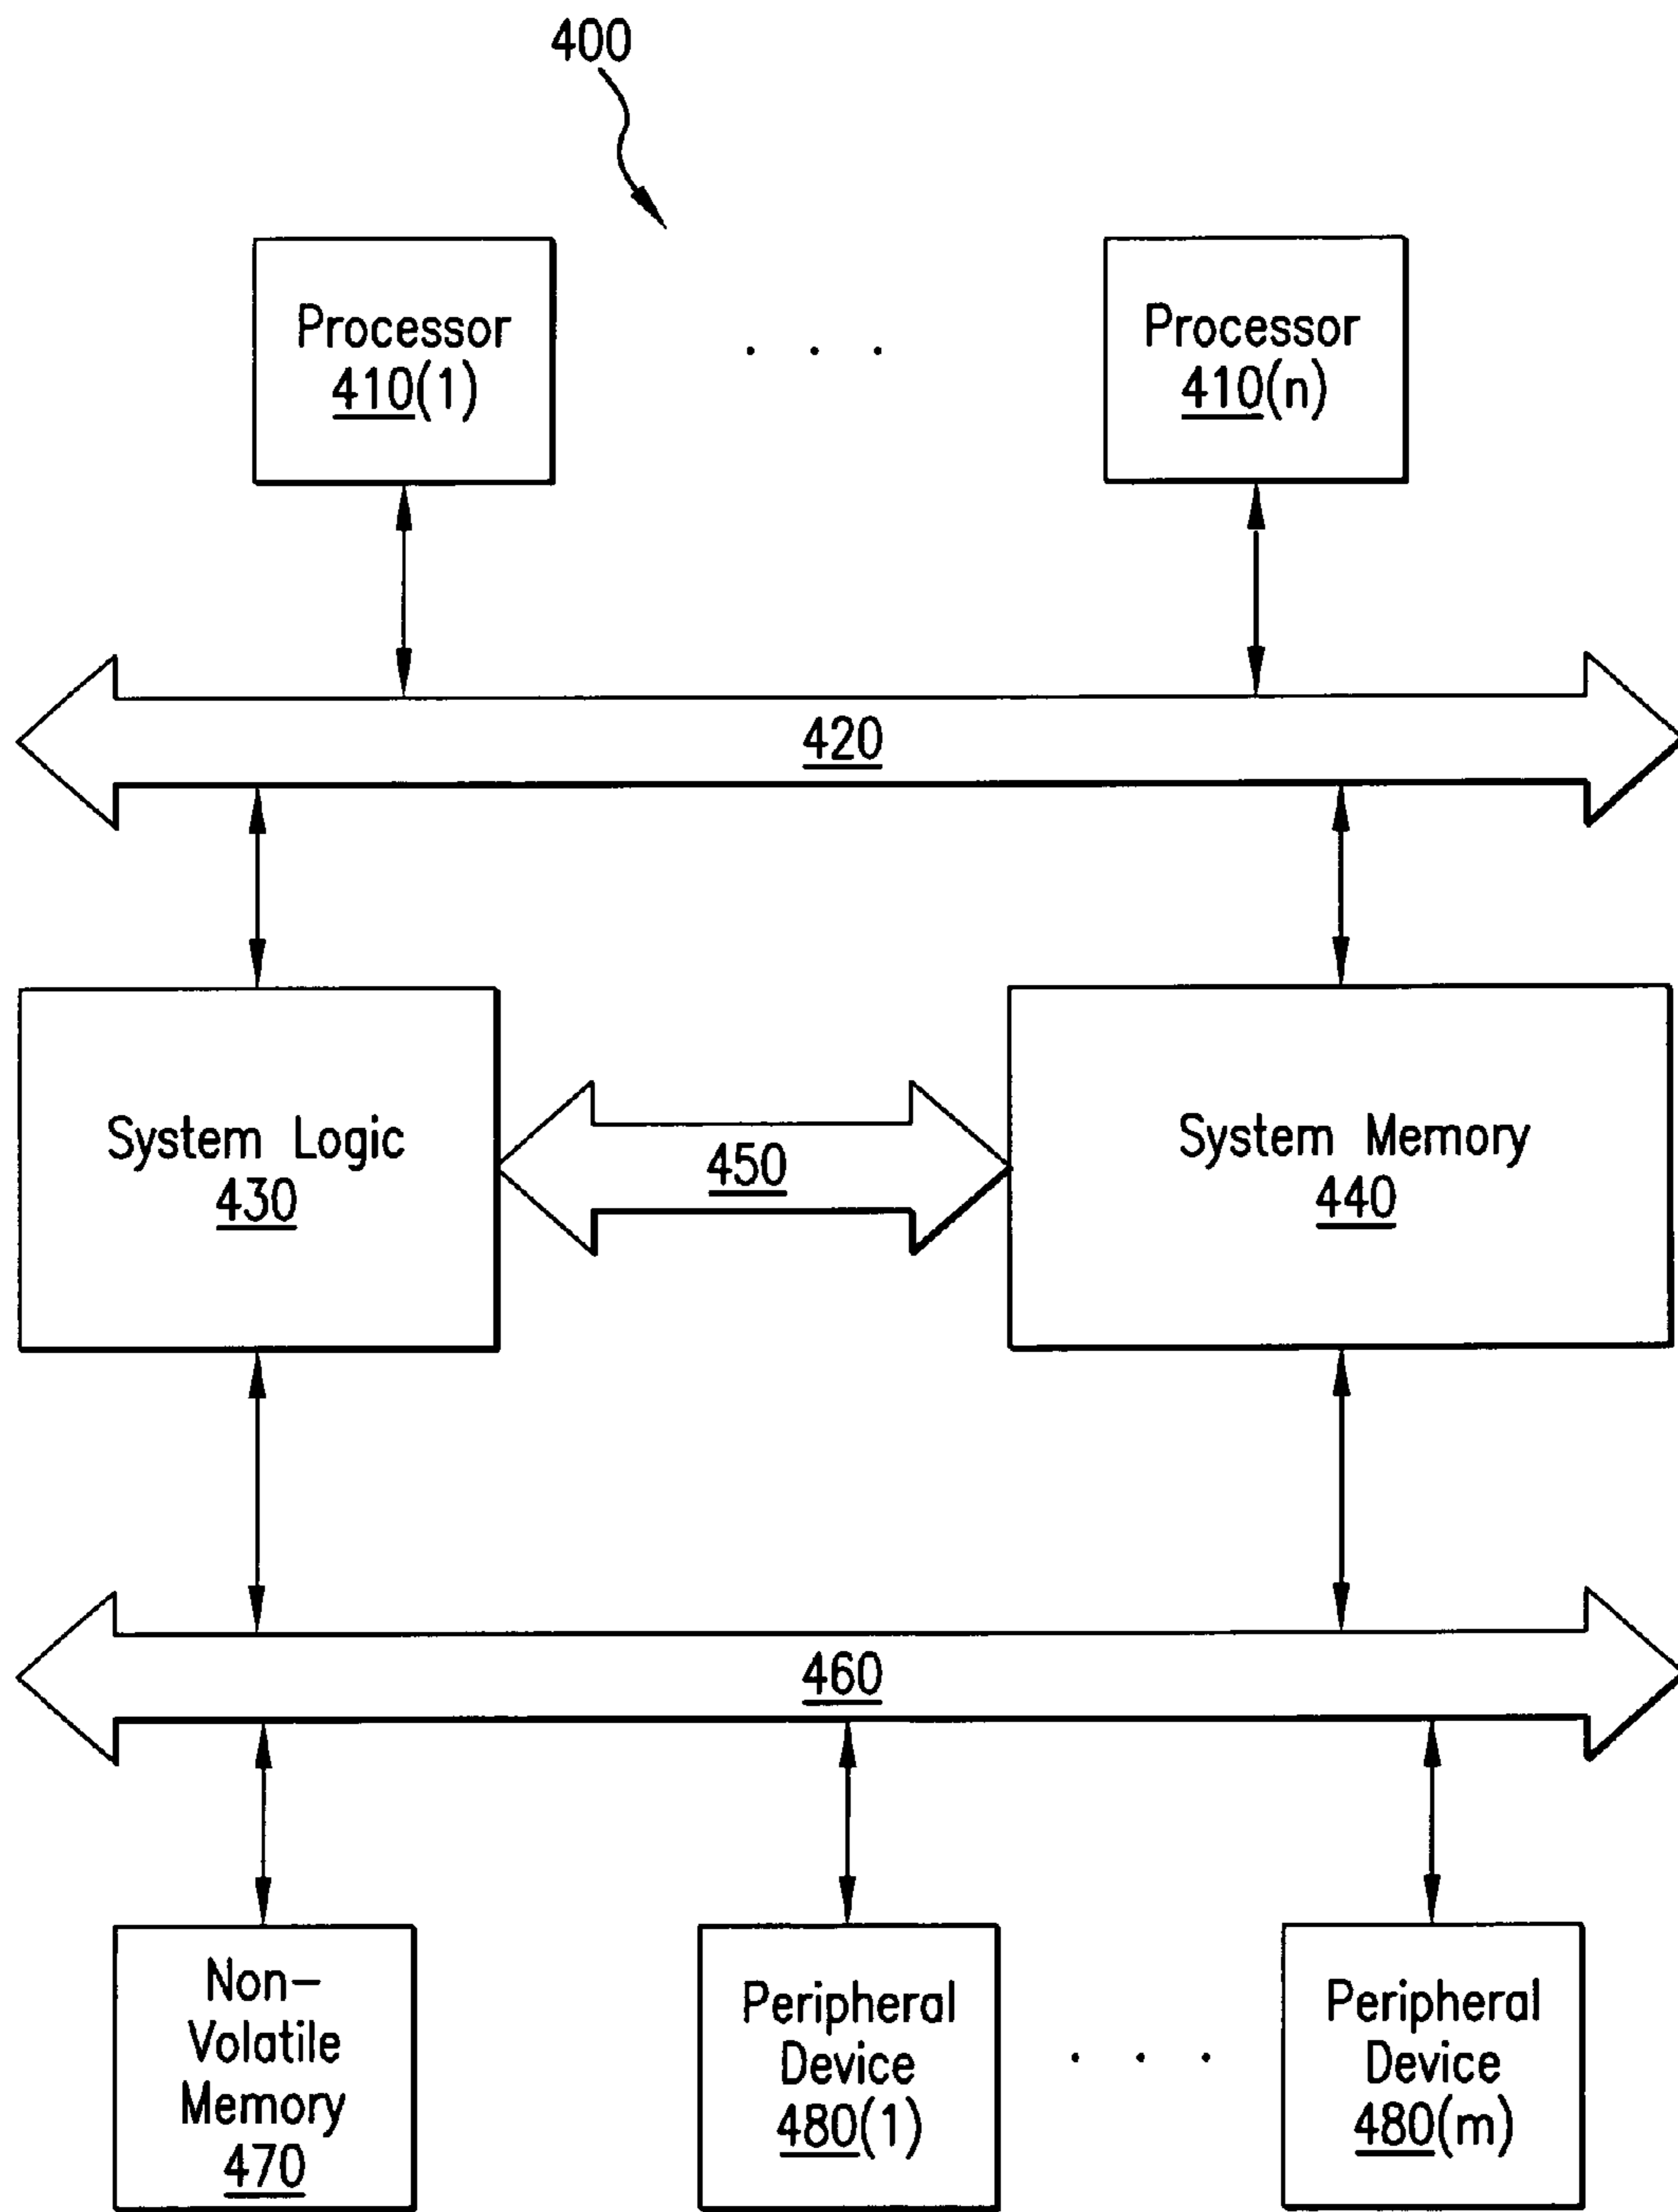 400
Processor
410(1)
. . .
Processor
410(n)
420
System Logic
430
450
System Memory
440
460
Non-
Volatile
Memory
470
Peripheral
Device
480(1)
. . .
Peripheral
Device
480(m)